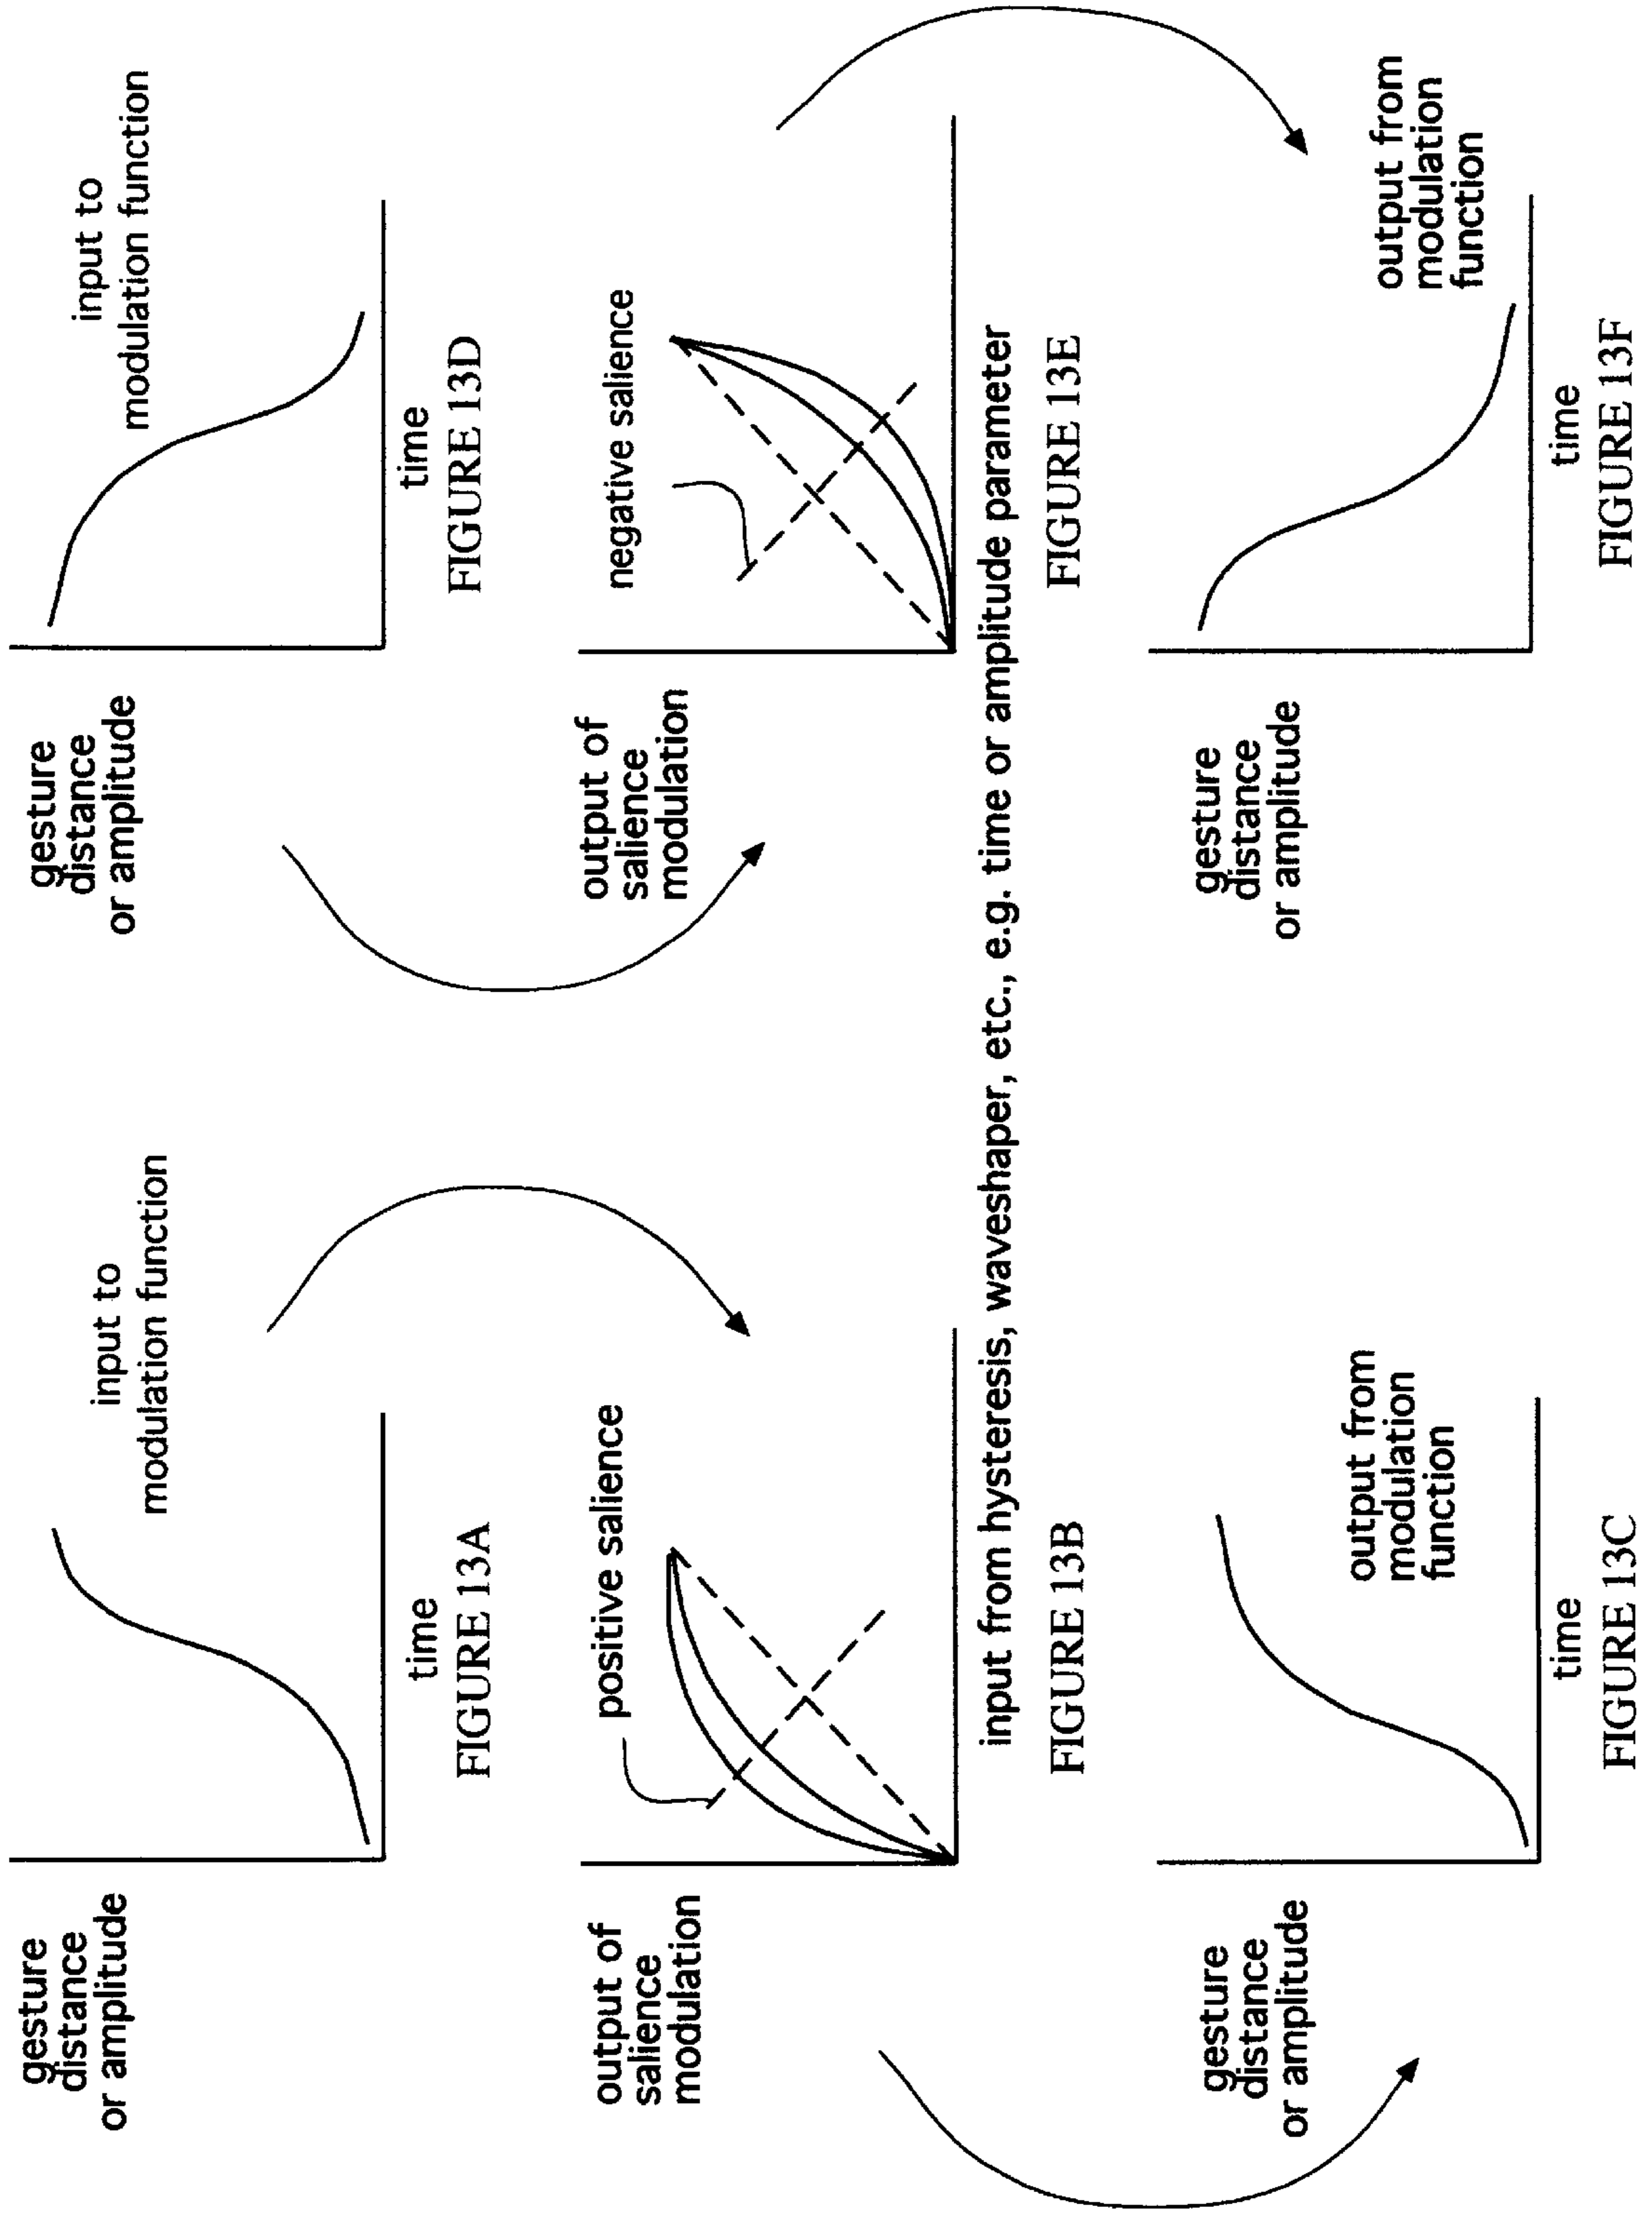 gesture
distance
or amplitude
input to
modulation function
time
FIGURE 13A
output of
salience
modulation
positive salience
input from hysteresis, waveshaper, etc., e.g. time or amplitude parameter
FIGURE 13B
gesture
distance
or amplitude
output from
modulation
function
time
FIGURE 13C
gesture
distance
or amplitude
input to
modulation function
time
FIGURE 13D
output of
salience
modulation
negative salience
FIGURE 13E
gesture
distance
or amplitude
output from
modulation
function
time
FIGURE 13F